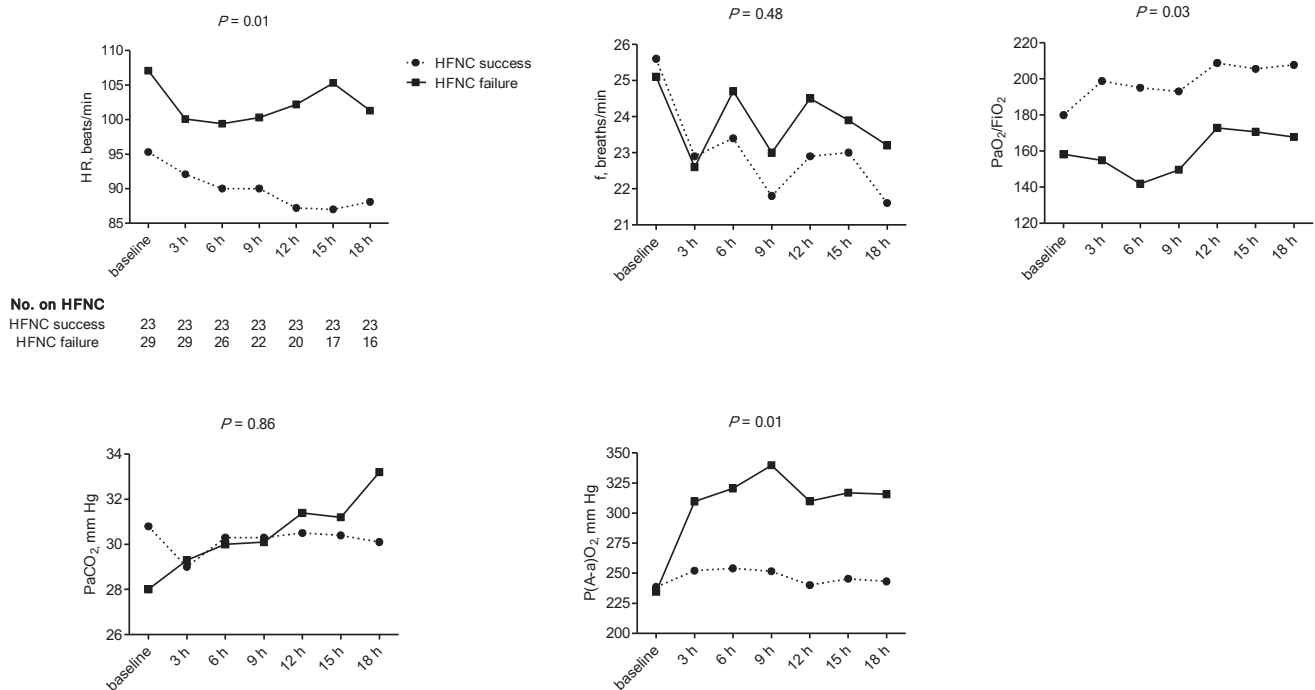 P = 0.01
HR, beats/min
110
105
100
95
90
85
baseline
3 h
6 h
9 h
12 h
15 h
18 h
HFNC success
HFNC failure
P = 0.48
f, breaths/min
26
25
24
23
22
21
baseline
3 h
6 h
9 h
12 h
15 h
18 h
P = 0.03
PaO2/FiO2
220
200
180
160
140
120
baseline
3 h
6 h
9 h
12 h
15 h
18 h
No. on HFNC
HFNC success 23 23 23 23 23 23 23
HFNC failure 29 29 26 22 20 17 16
P = 0.86
PaCO2, mm Hg
34
32
30
28
26
baseline
3 h
6 h
9 h
12 h
15 h
18 h
P = 0.01
P(A-a)O2, mm Hg
350
325
300
275
250
225
200
baseline
3 h
6 h
9 h
12 h
15 h
18 h